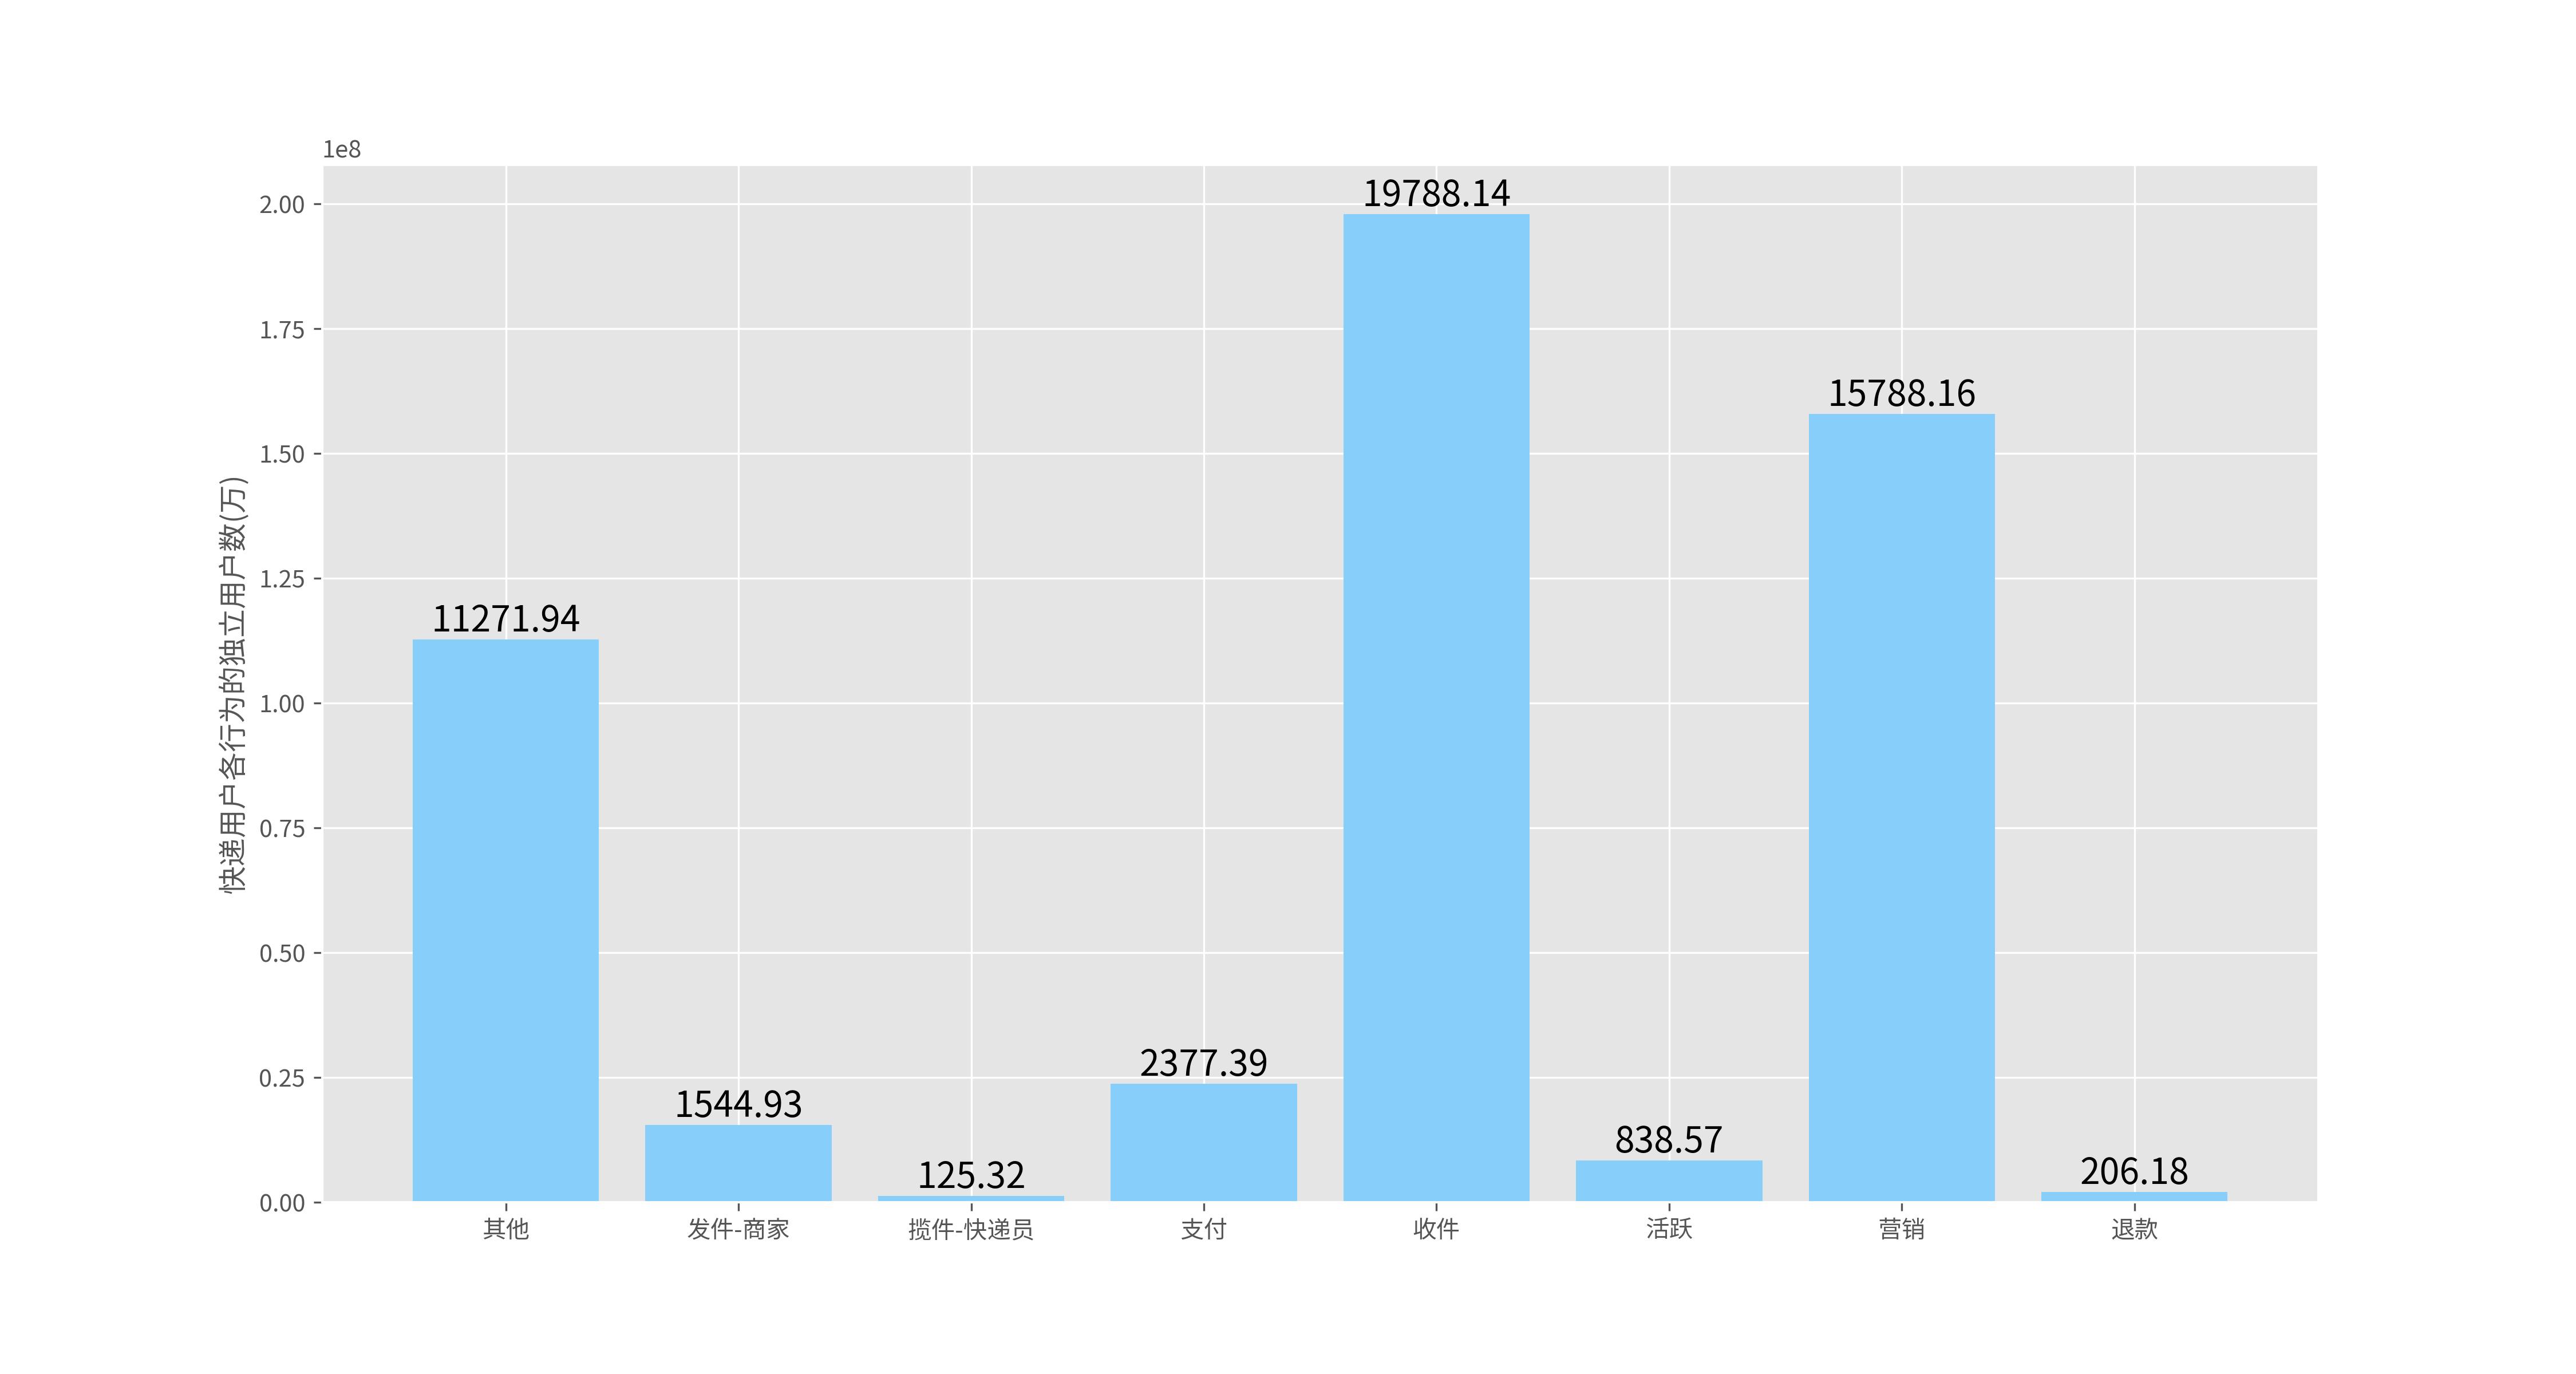 1e8
2.00
1.75
1.50
1.25
1.00
0.75
0.50
0.25
0.00
快递用户各行为的独立用户数(万)
11271.94
1544.93
125.32
2377.39
19788.14
838.57
15788.16
206.18
其他
发件-商家
揽件-快递员
支付
收件
活跃
营销
退款